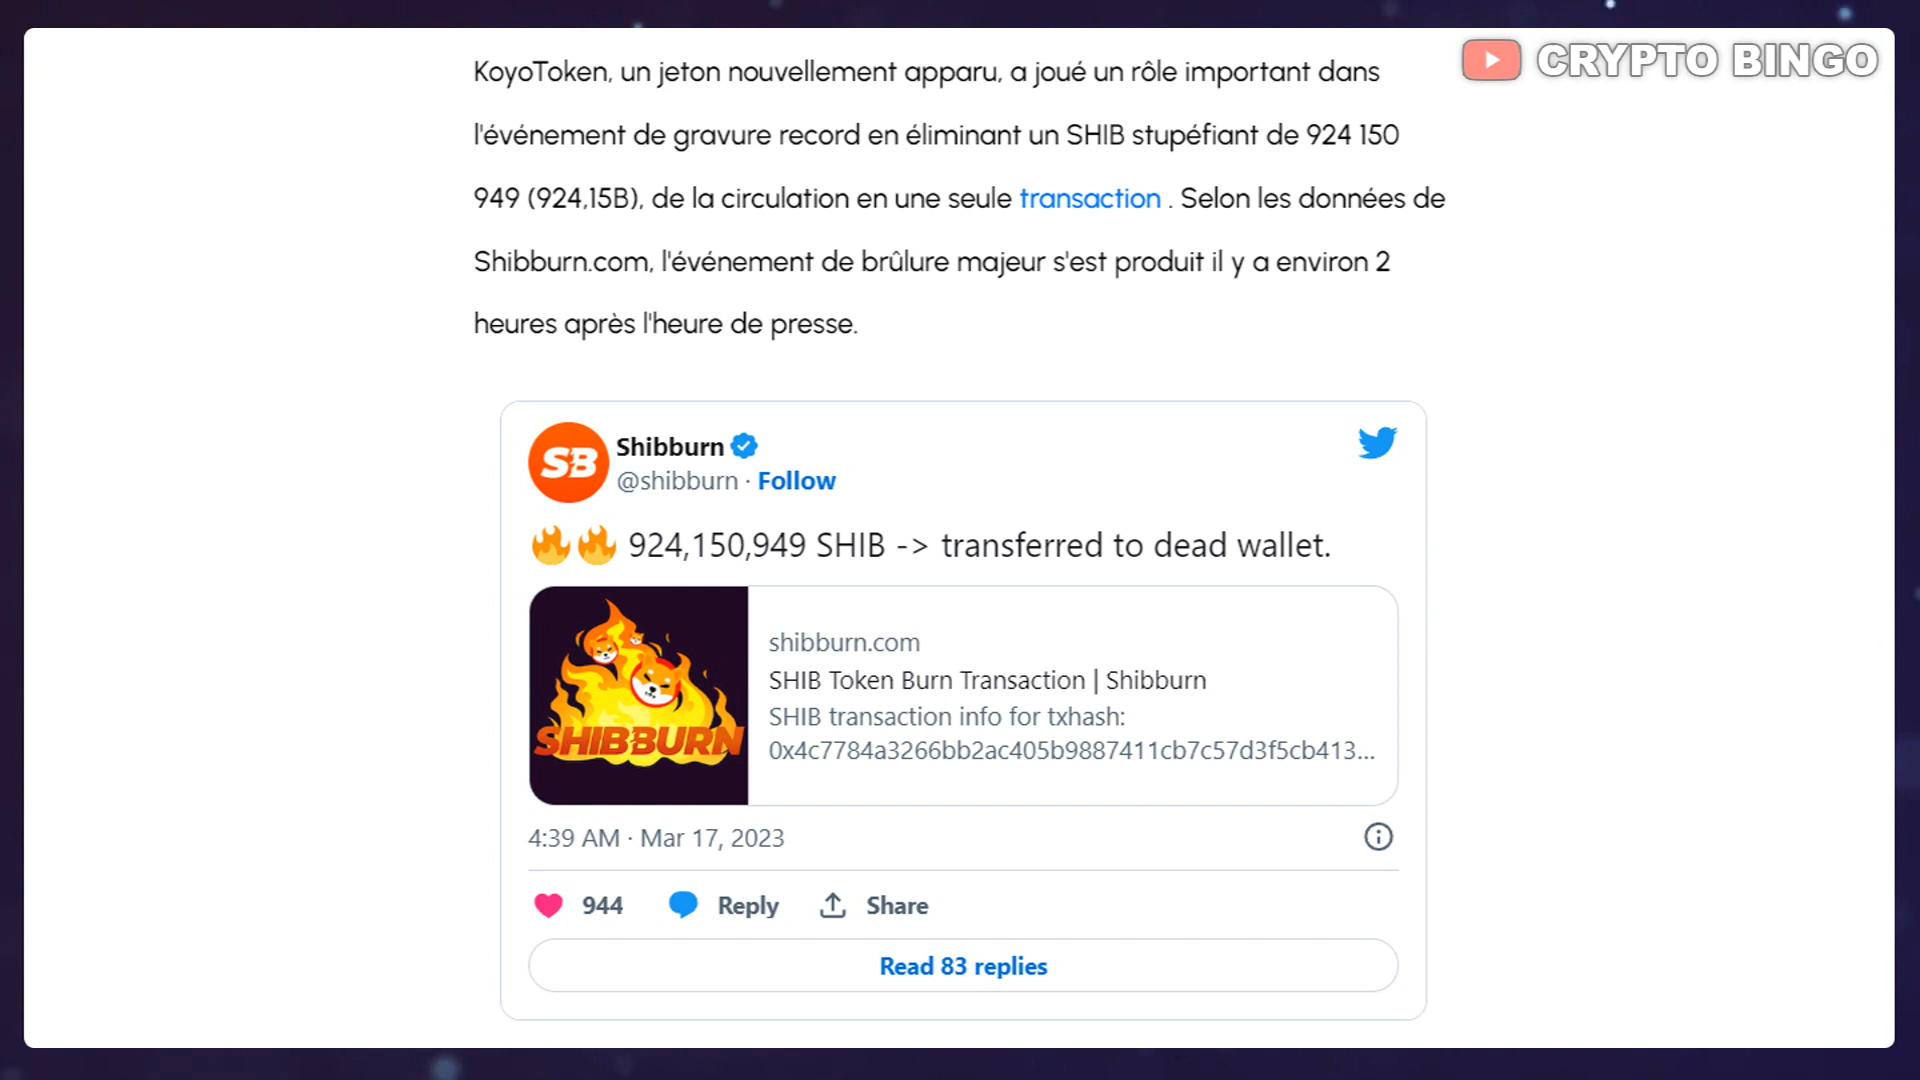 CRYPTO BINGO
KoyoToken, un jeton nouvellement apparu, a joué un rôle important dans
l'événement de gravure record en éliminant un SHIB stupéfiant de 924 150
949 (924,15B), de la circulation en une seule transaction . Selon les données de
Shibburn.com, l'événement de brûlure majeur s'est produit il y a environ 2
heures après l'heure de presse.
SB
Shibburn
@shibburn · Follow
924,150,949 SHIB -> transferred to dead wallet.
SHIBBURN
shibburn.com
SHIB Token Burn Transaction | Shibburn
SHIB transaction info for txhash:
0x4c7784a3266bb2ac405b9887411cb7c57d3f5cb413...
4:39 AM · Mar 17, 2023
944 Reply Share
Read 83 replies